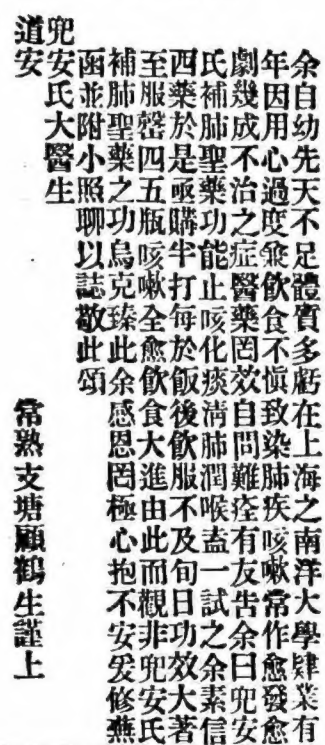 余自幼先天不足體質多虧在上海之南洋大學肄業有
年因用心過度兼飲食不愼致染肺疾咳嗽常作愈發愈
劇幾成不治之症醫藥罔效自問難痊有友吿余曰兜安
氏補肺聖藥功能止咳化痰淸肺潤喉盍一試之余素信
西藥於是亟購半打每於飯後飲服不及旬日功效大著
至服罄四五瓶咳嗽全愈飲食大進由此而觀非兜安氏
補肺聖藥之功烏克臻此余感恩罔極心抱不安爰修蕪
函並附小照聊以誌敬此頌
兜安氏大醫生
道安
常熟支塘顧鶴生謹上